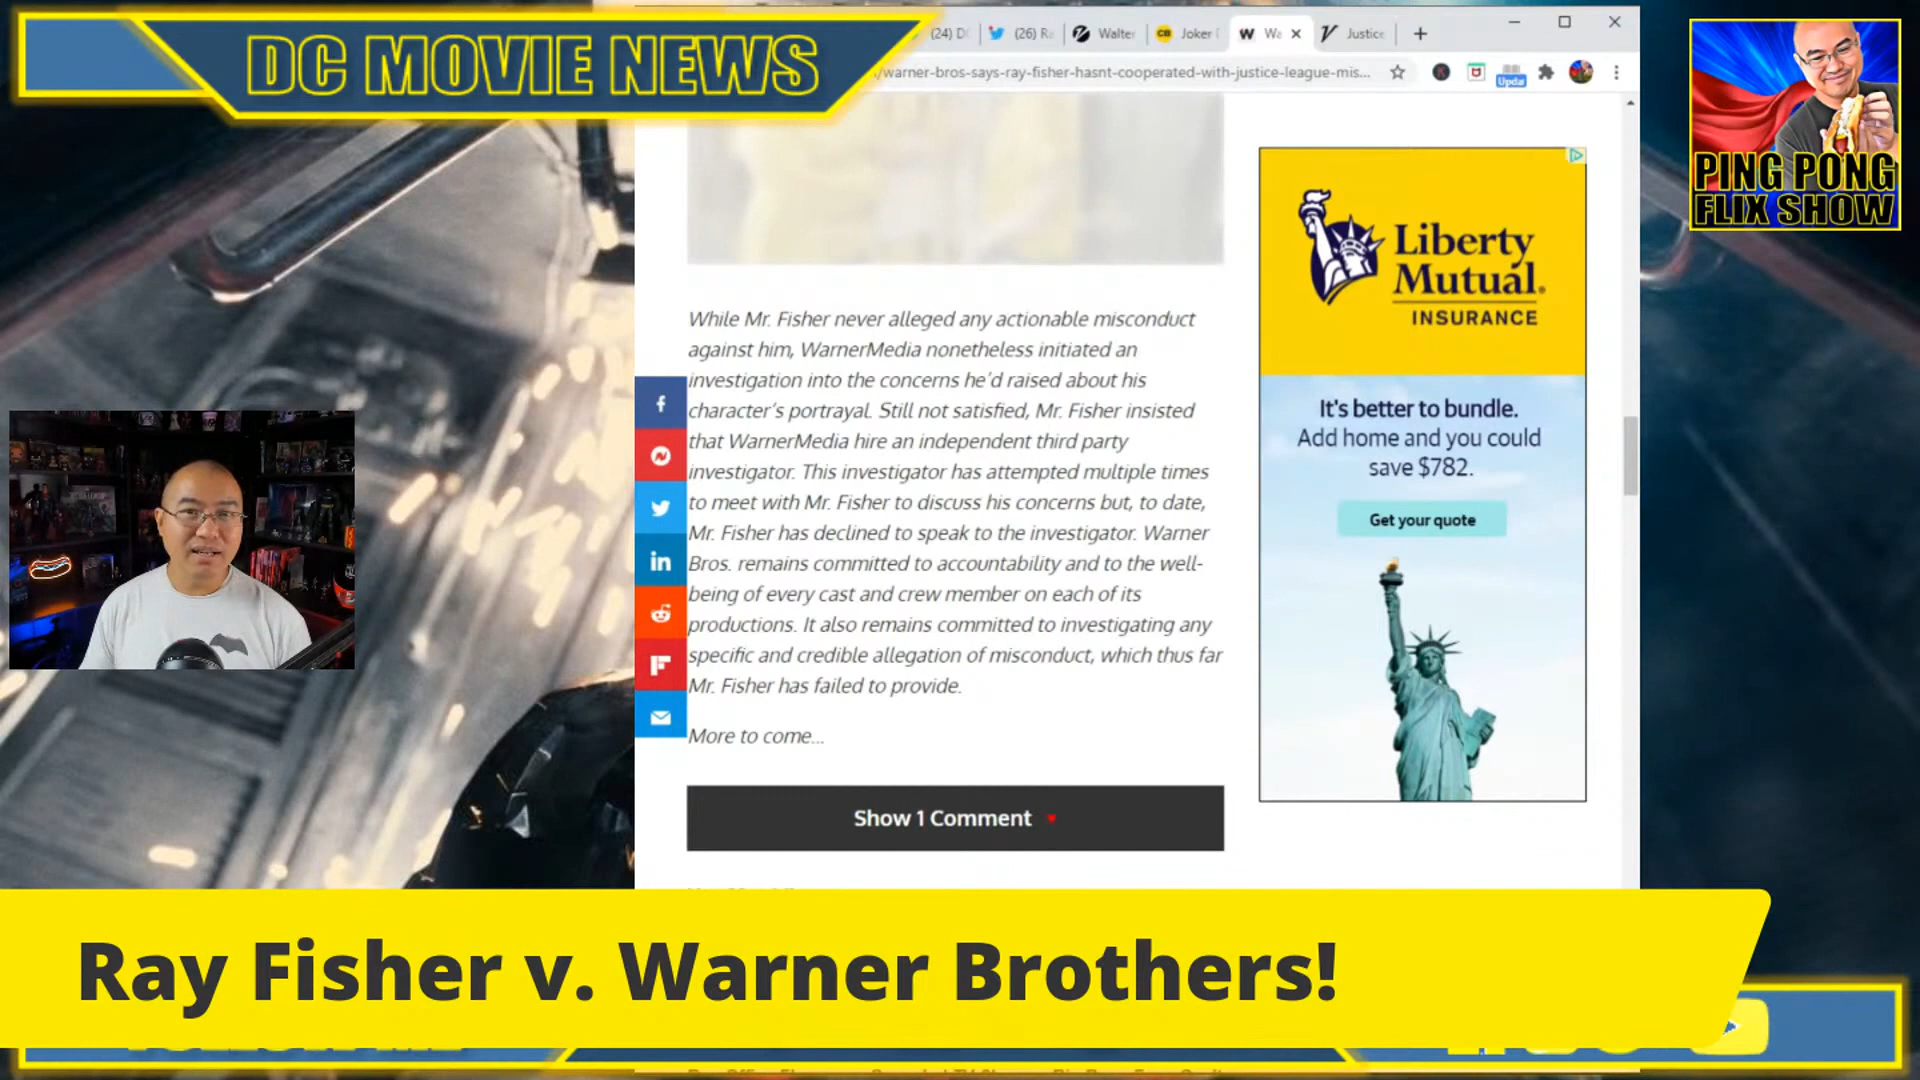 DC MOVIE NEWS
(24) DC
(26) Ra
Walter
Joker
Wa
Justice
/warner-bros-says-ray-fisher-hasnt-cooperated-with-justice-league-mis...
Upda
PING PONG
FLIX SHOW
While Mr. Fisher never alleged any actionable misconduct
against him, WarnerMedia nonetheless initiated an
investigation into the concerns he'd raised about his
character's portrayal. Still not satisfied, Mr. Fisher insisted
that WarnerMedia hire an independent third party
investigator. This investigator has attempted multiple times
to meet with Mr. Fisher to discuss his concerns but, to date,
Mr. Fisher has declined to speak to the investigator. Warner
Bros. remains committed to accountability and to the well-
being of every cast and crew member on each of its
productions. It also remains committed to investigating any
specific and credible allegation of misconduct, which thus far
Mr. Fisher has failed to provide.
More to come...
Show 1 Comment
Liberty
Mutual.
INSURANCE
It's better to bundle.
Add home and you could
save $782.
Get your quote
Ray Fisher v. Warner Brothers!